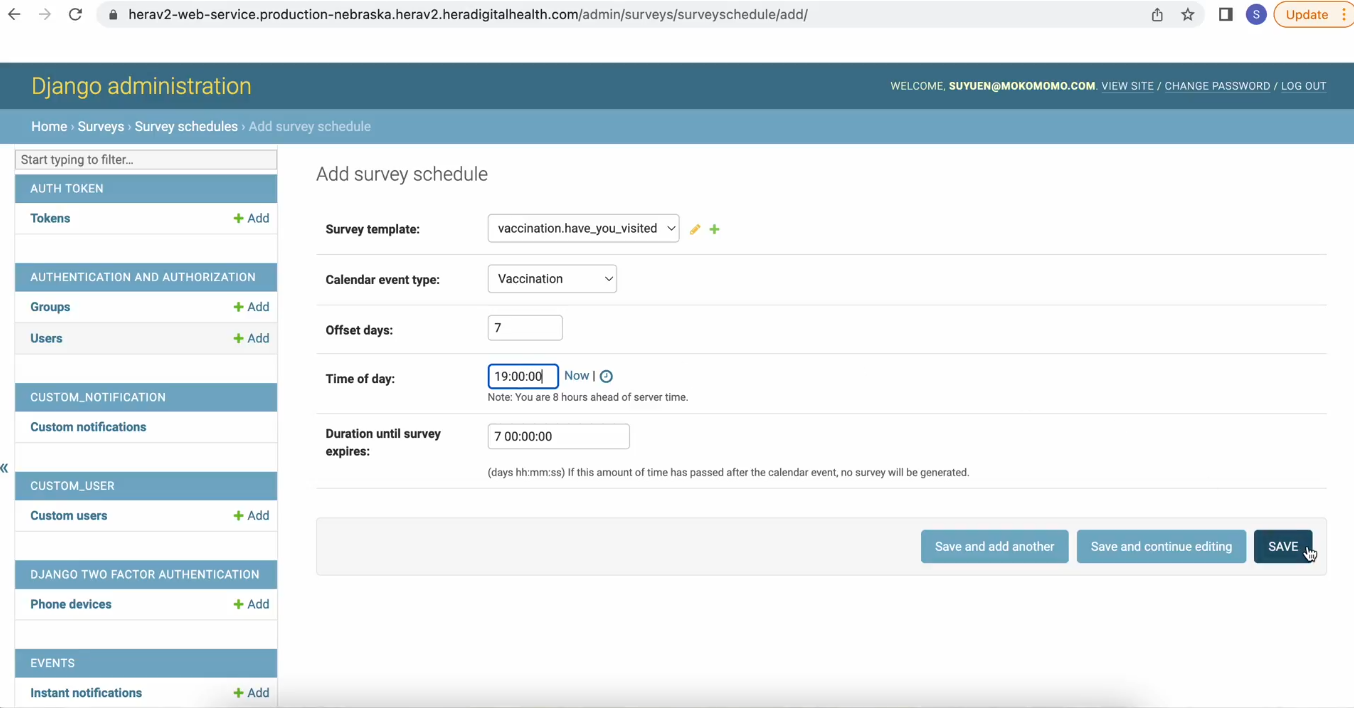 herav2-web-service.production-nebraska.herav2.heradigitalhealth.com/admin/surveys/surveyschedule/add/
S
Update
Django administration
WELCOME, SUYUEN@MOKOMOMO.COM. VIEW SITE / CHANGE PASSWORD / LOG OUT
Home › Surveys › Survey schedules › Add survey schedule
Start typing to filter...
AUTH TOKEN
Tokens + Add
AUTHENTICATION AND AUTHORIZATION
Groups + Add
Users + Add
CUSTOM_NOTIFICATION
Custom notifications
«
CUSTOM_USER
Custom users + Add
DJANGO TWO FACTOR AUTHENTICATION
Phone devices + Add
EVENTS
Instant notifications + Add
Add survey schedule
Survey template: vaccination.have_you_visited
Calendar event type: Vaccination
Offset days: 7
Time of day: 19:00:00 Now |
Note: You are 8 hours ahead of server time.
Duration until survey
expires:
7 00:00:00
(days hh:mm:ss) If this amount of time has passed after the calendar event, no survey will be generated.
Save and add another Save and continue editing SAVE